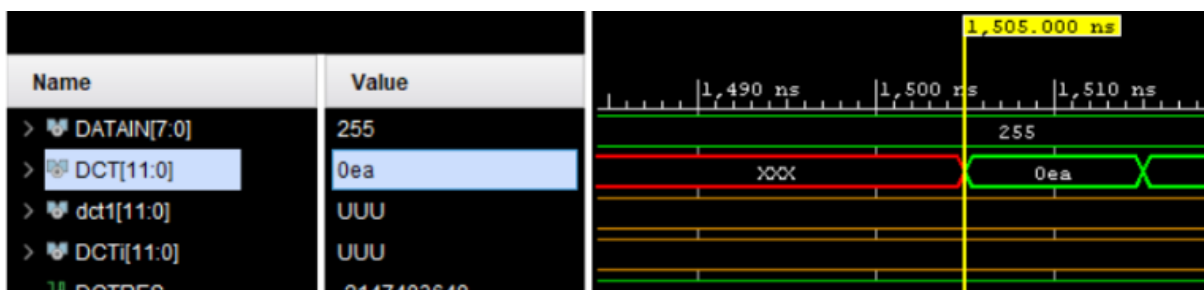 1,505.000 ns
Name Value
1,490 ns 1,500 ns 1,510 ns
> DATAIN[7:0] 255 255
> DCT[11:0] 0ea XXX 0ea
> dct1[11:0] UUU
> DCTi[11:0] UUU